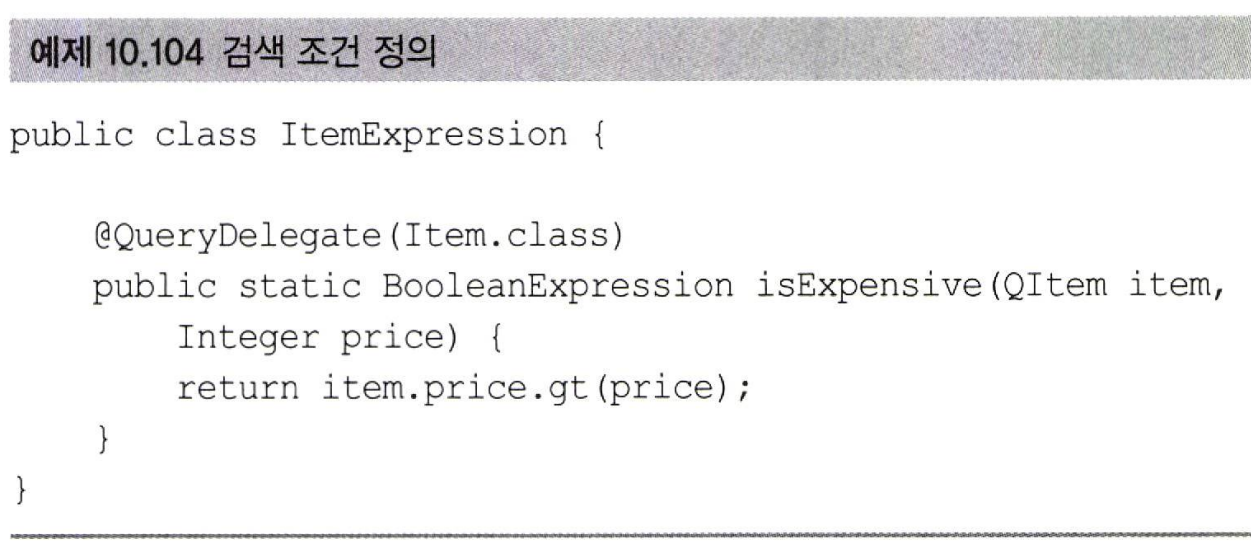 예제 10.104 검색 조건 정의
public class ItemExpression {
@QueryDelegate(Item.class)
public static BooleanExpression isExpensive(QItem item,
Integer price) {
return item.price.gt(price);
}
}